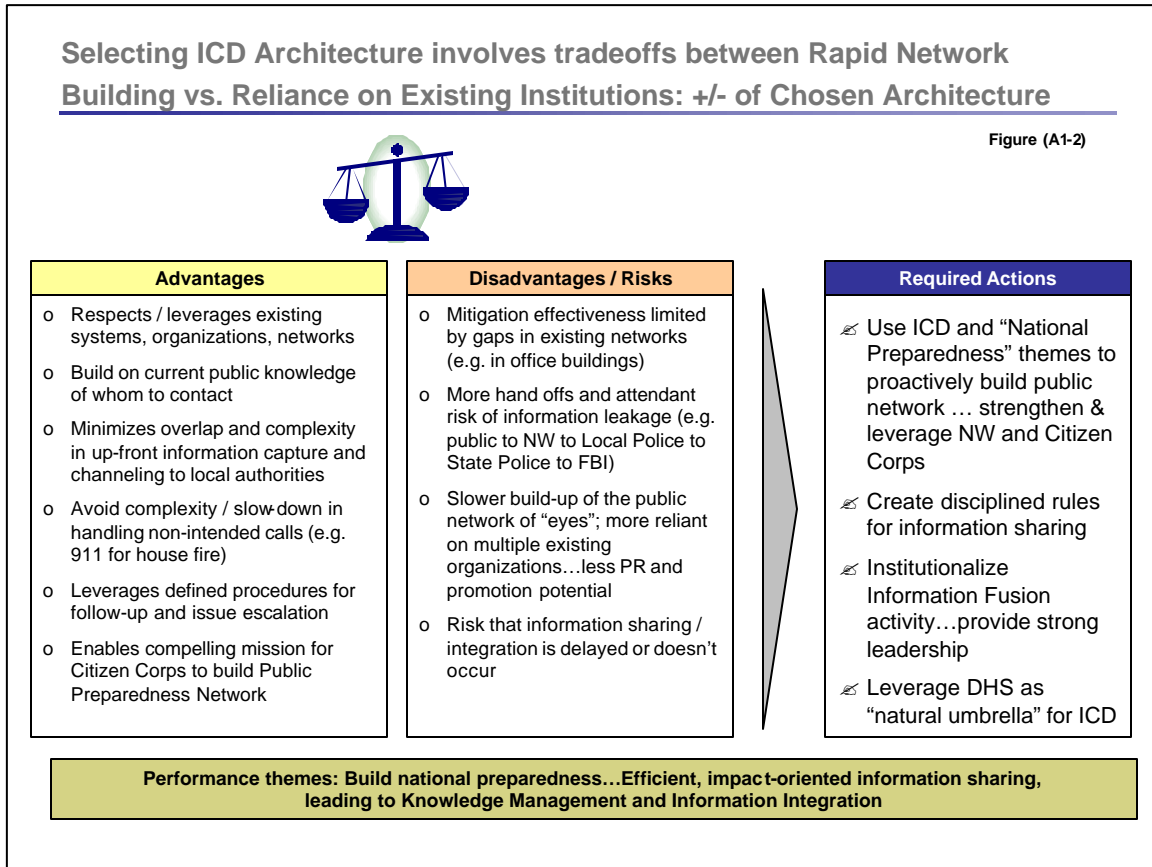 Selecting ICD Architecture involves tradeoffs between Rapid Network
Building vs. Reliance on Existing Institutions: +/- of Chosen Architecture
Figure (A1-2)
Advantages
o Respects / leverages existing
systems, organizations, networks
o Build on current public knowledge
of whom to contact
o Minimizes overlap and complexity
in up-front information capture and
channeling to local authorities
o Avoid complexity / slow-down in
handling non-intended calls (e.g.
911 for house fire)
o Leverages defined procedures for
follow-up and issue escalation
o Enables compelling mission for
Citizen Corps to build Public
Preparedness Network
Disadvantages / Risks
o Mitigation effectiveness limited
by gaps in existing networks
(e.g. in office buildings)
o More hand offs and attendant
risk of information leakage (e.g.
public to NW to Local Police to
State Police to FBI)
o Slower build-up of the public
network of “eyes”; more reliant
on multiple existing
organizations…less PR and
promotion potential
o Risk that information sharing /
integration is delayed or doesn’t
occur
Required Actions
Use ICD and “National
Preparedness” themes to
proactively build public
network … strengthen &
leverage NW and Citizen
Corps
Create disciplined rules
for information sharing
Institutionalize
Information Fusion
activity…provide strong
leadership
Leverage DHS as
“natural umbrella” for ICD
Performance themes: Build national preparedness…Efficient, impact-oriented information sharing,
leading to Knowledge Management and Information Integration